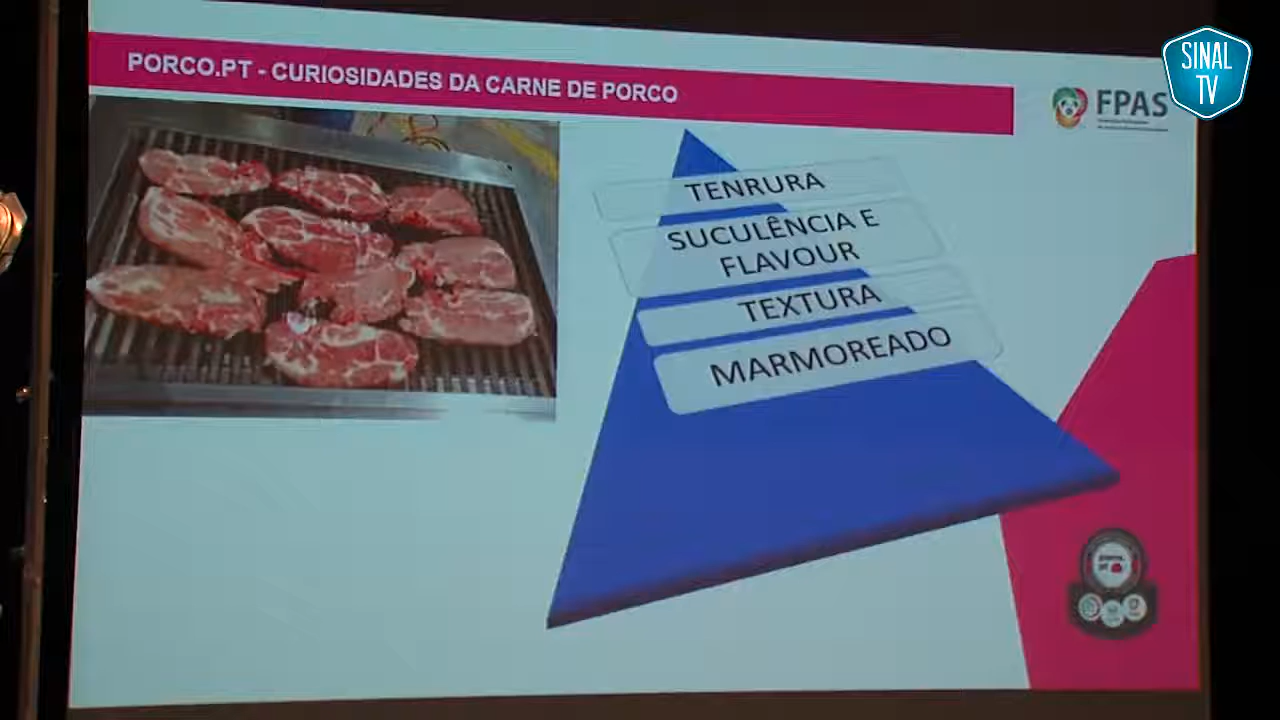 PORCO.PT - CURIOSIDADES DA CARNE DE PORCO
SINAL
TV
FPAS
TENRURA
SUCULÊNCIA E
FLAVOUR
TEXTURA
MARMOREADO